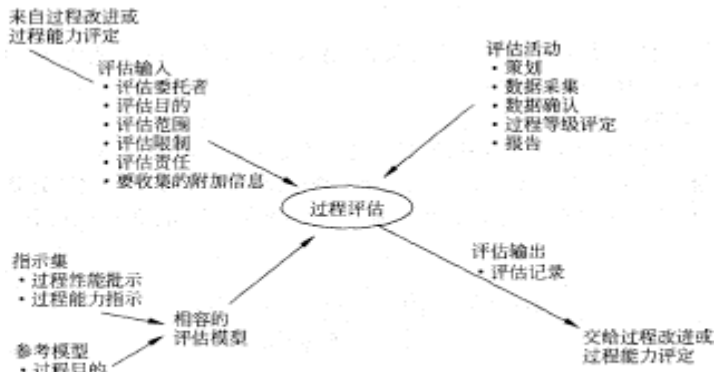 来自过程改进或
过程能力评定
评估输入
・评估委托者
・评估目的
・评估范围
・评估限制
・评估责任
・要收集的附加信息
评估活动
・策划
・数据采集
・数据确认
・过程等级评定
・报告
过程评估
指示集
・过程性能批示
・过程能力指示
相容的
评估模型
参考模型
・过程目的
评估输出
・评估记录
交给过程改进或
过程能力评定